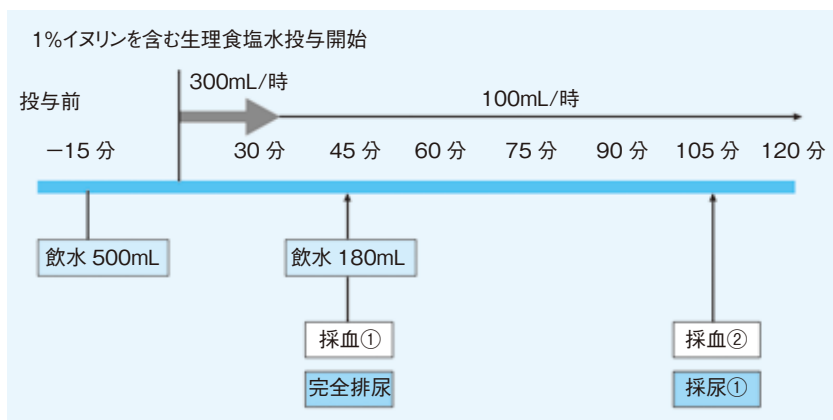 1%イヌリンを含む生理食塩水投与開始
300mL/時
投与前
100mL/時
－15 分
30 分
45 分
60 分
75 分
90 分
105 分
120 分
飲水 500mL
飲水 180mL
採血①
採血②
完全排尿
採尿①